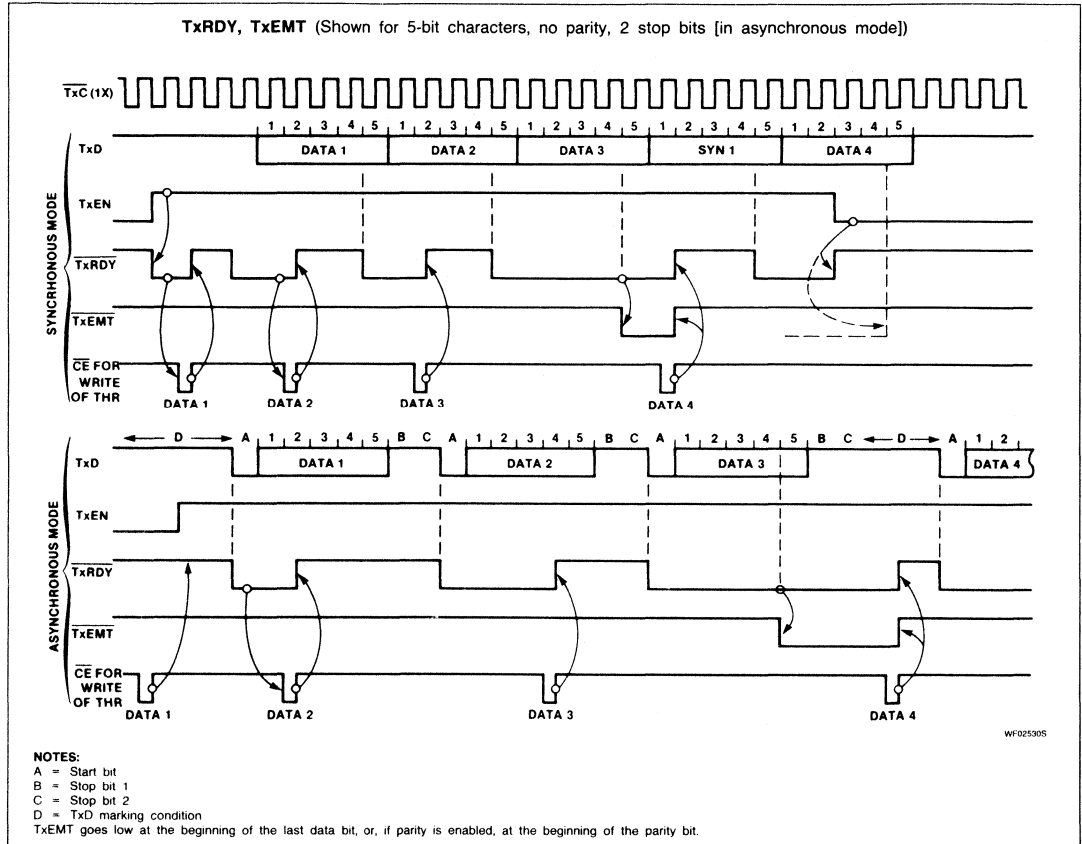 TxRDY, TxEMT (Shown for 5-bit characters, no parity, 2 stop bits [in asynchronous mode])
TxC (1X)
1 2 3 4 5 1 2 3 4 5 1 2 3 4 5 1 2 3 4 5 1 2 3 4 5
TxD DATA 1 DATA 2 DATA 3 SYN 1 DATA 4
TxEN
TxRDY
TxEMT
CE FOR
WRITE
OF THR
DATA 1 DATA 2 DATA 3 DATA 4
SYNCRHONOUS MODE
D A 1 2 3 4 5 B C A 1 2 3 4 5 B C A 1 2 3 4 5 B C D A 1 2
TxD DATA 1 DATA 2 DATA 3 DATA 4
TxEN
TxRDY
TxEMT
CE FOR
WRITE
OF THR
DATA 1 DATA 2 DATA 3 DATA 4
ASYNCHRONOUS MODE
WF02530S
NOTES:
A = Start bit
B = Stop bit 1
C = Stop bit 2
D = TxD marking condition
TxEMT goes low at the beginning of the last data bit, or, if parity is enabled, at the beginning of the parity bit.